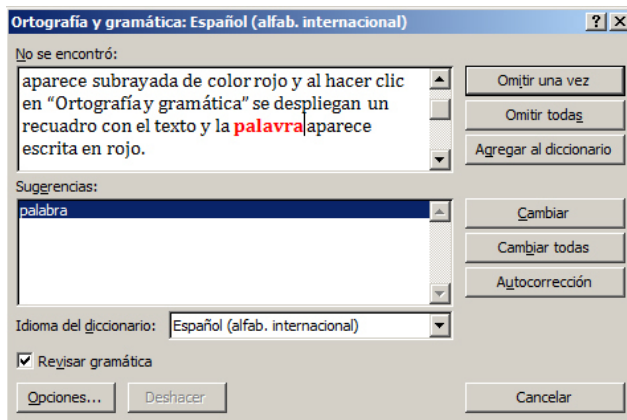 Ortografía y gramática: Español (alfab. internacional)
No se encontró:
aparece subrayada de color rojo y al hacer clic
en “Ortografía y gramática” se despliegan un
recuadro con el texto y la palavra aparece
escrita en rojo.
Omitir una vez
Omitir todas
Agregar al diccionario
Sugerencias:
palabra
Cambiar
Cambiar todas
Autocorrección
Idioma del diccionario: Español (alfab. internacional)
Revisar gramática
Opciones... Deshacer Cancelar